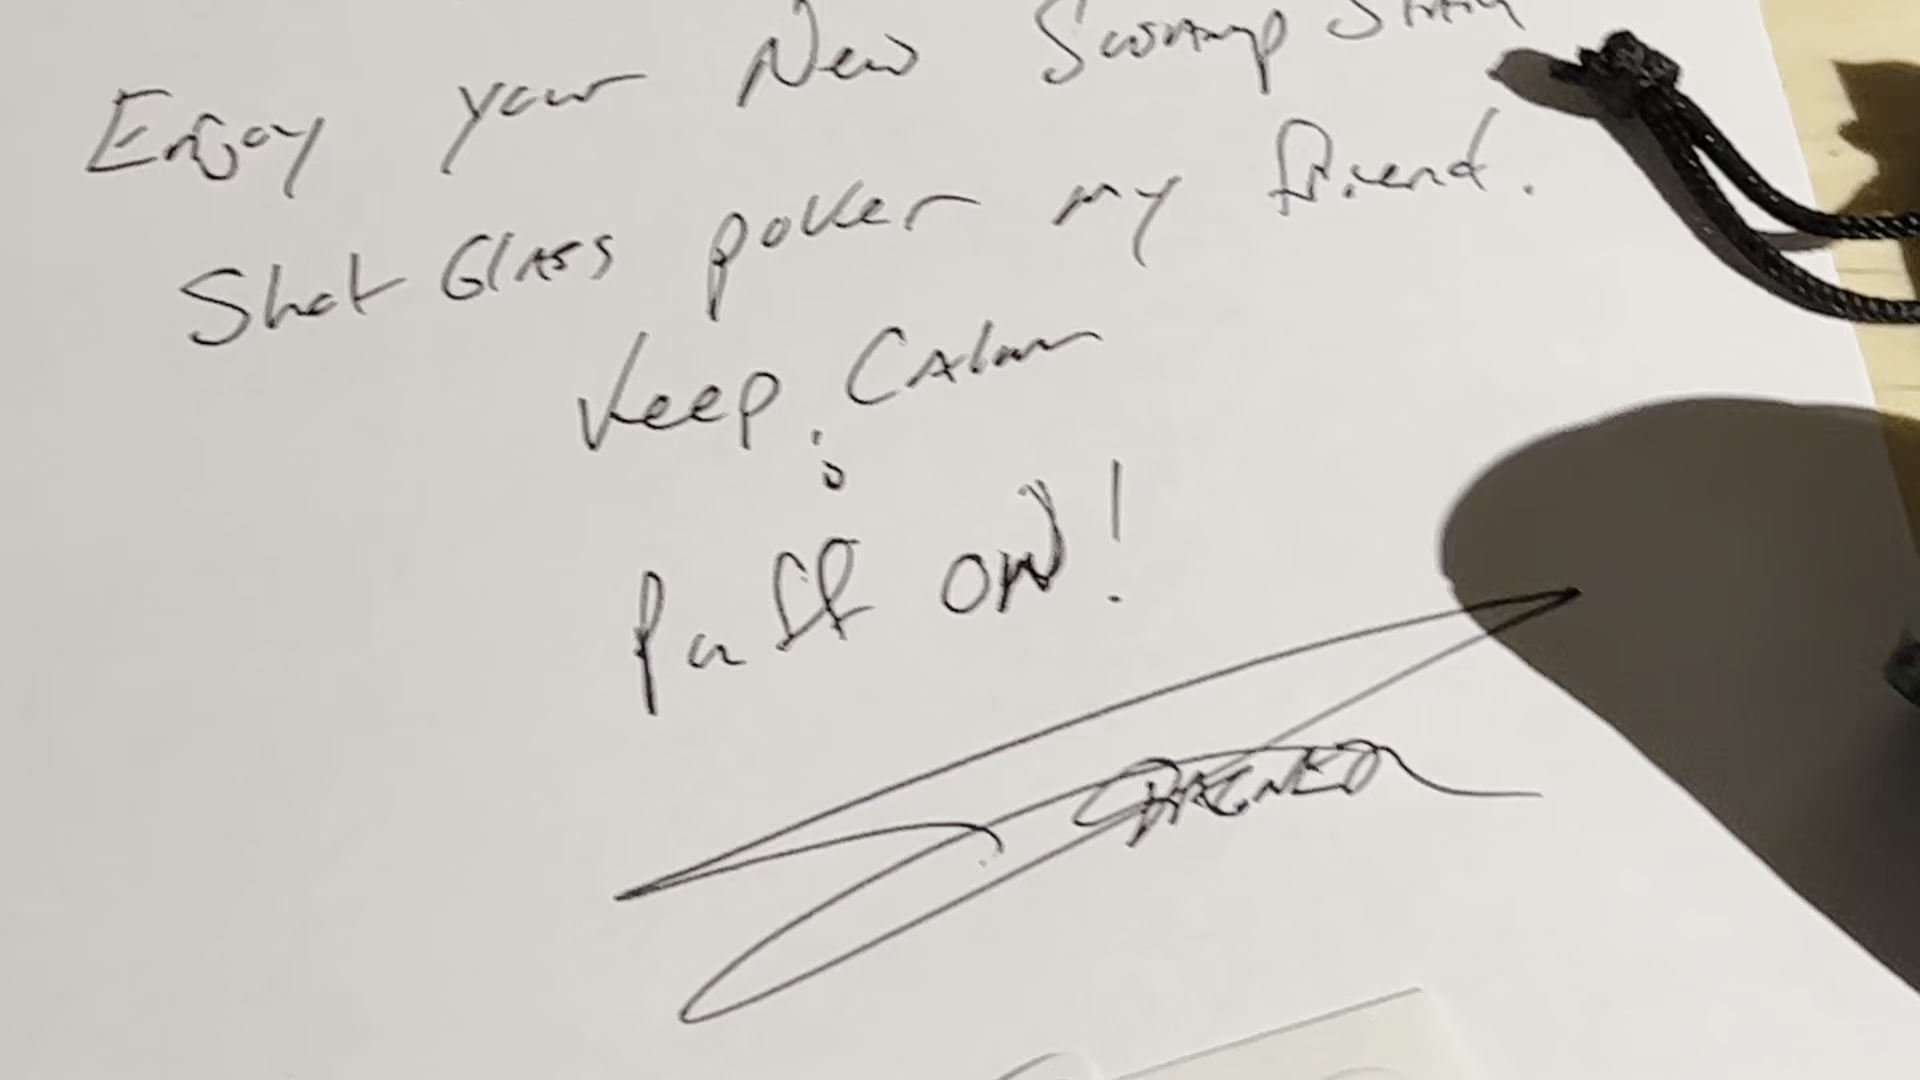 Enjoy your New Swamp
Shot Glass poker my friend.
Keep Calm
&
Puff ON!